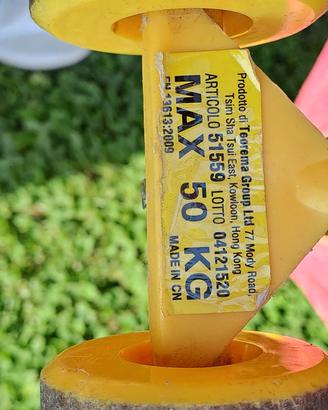 Prodotto di Teorema Group Ltd 77 Mody Road
Tsim Sha Tsui East, Kowloon, Hong Kong
ARTICOLO 51559 LOTTO 04121520
MAX 50 KG
EN 13613:2009 MADE IN CN